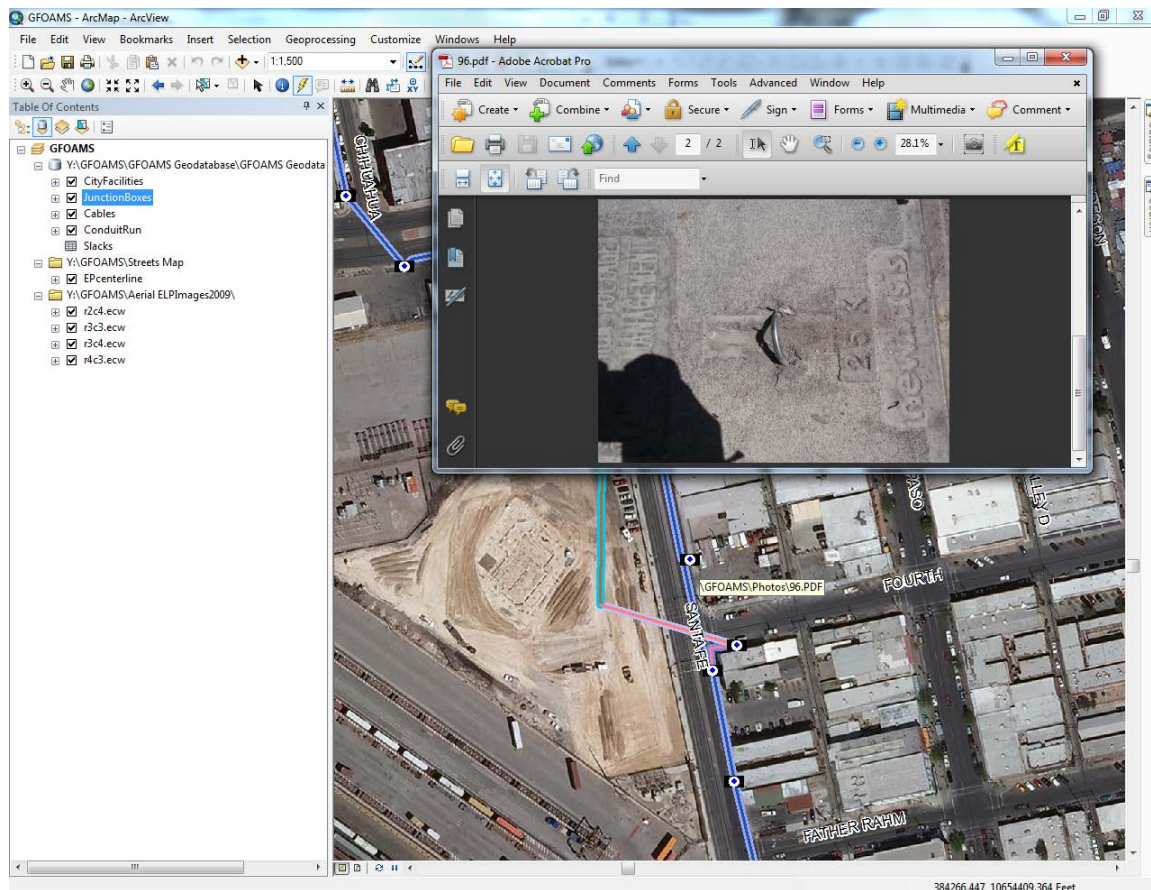 GFOAMS - ArcMap - ArcView
File Edit View Bookmarks Insert Selection Geoprocessing Customize Windows Help
1:1,500
Table Of Contents
GFOAMS
Y:\GFOAMS\GFOAMS Geodatabase\GFOAMS Geodata
CityFacilities
JunctionBoxes
Cables
ConduitRun
Slacks
Y:\GFOAMS\Streets Map
EPcenterline
Y:\GFOAMS\Aerial ELPImages2009\
r2c4.ecw
r3c3.ecw
r3c4.ecw
r4c3.ecw
96.pdf - Adobe Acrobat Pro
File Edit View Document Comments Forms Tools Advanced Window Help
Create Combine Secure Sign Forms Multimedia Comment
2 / 2 28.1%
Find
MANAGEMENT
25 K
newbasis
CHIHUAHUA
\GFOAMS\Photos\96.PDF
FOURTH
SANTA FE
PASO
ALLEY D
FATHER RAHM
384266.447 10654409.364 Feet